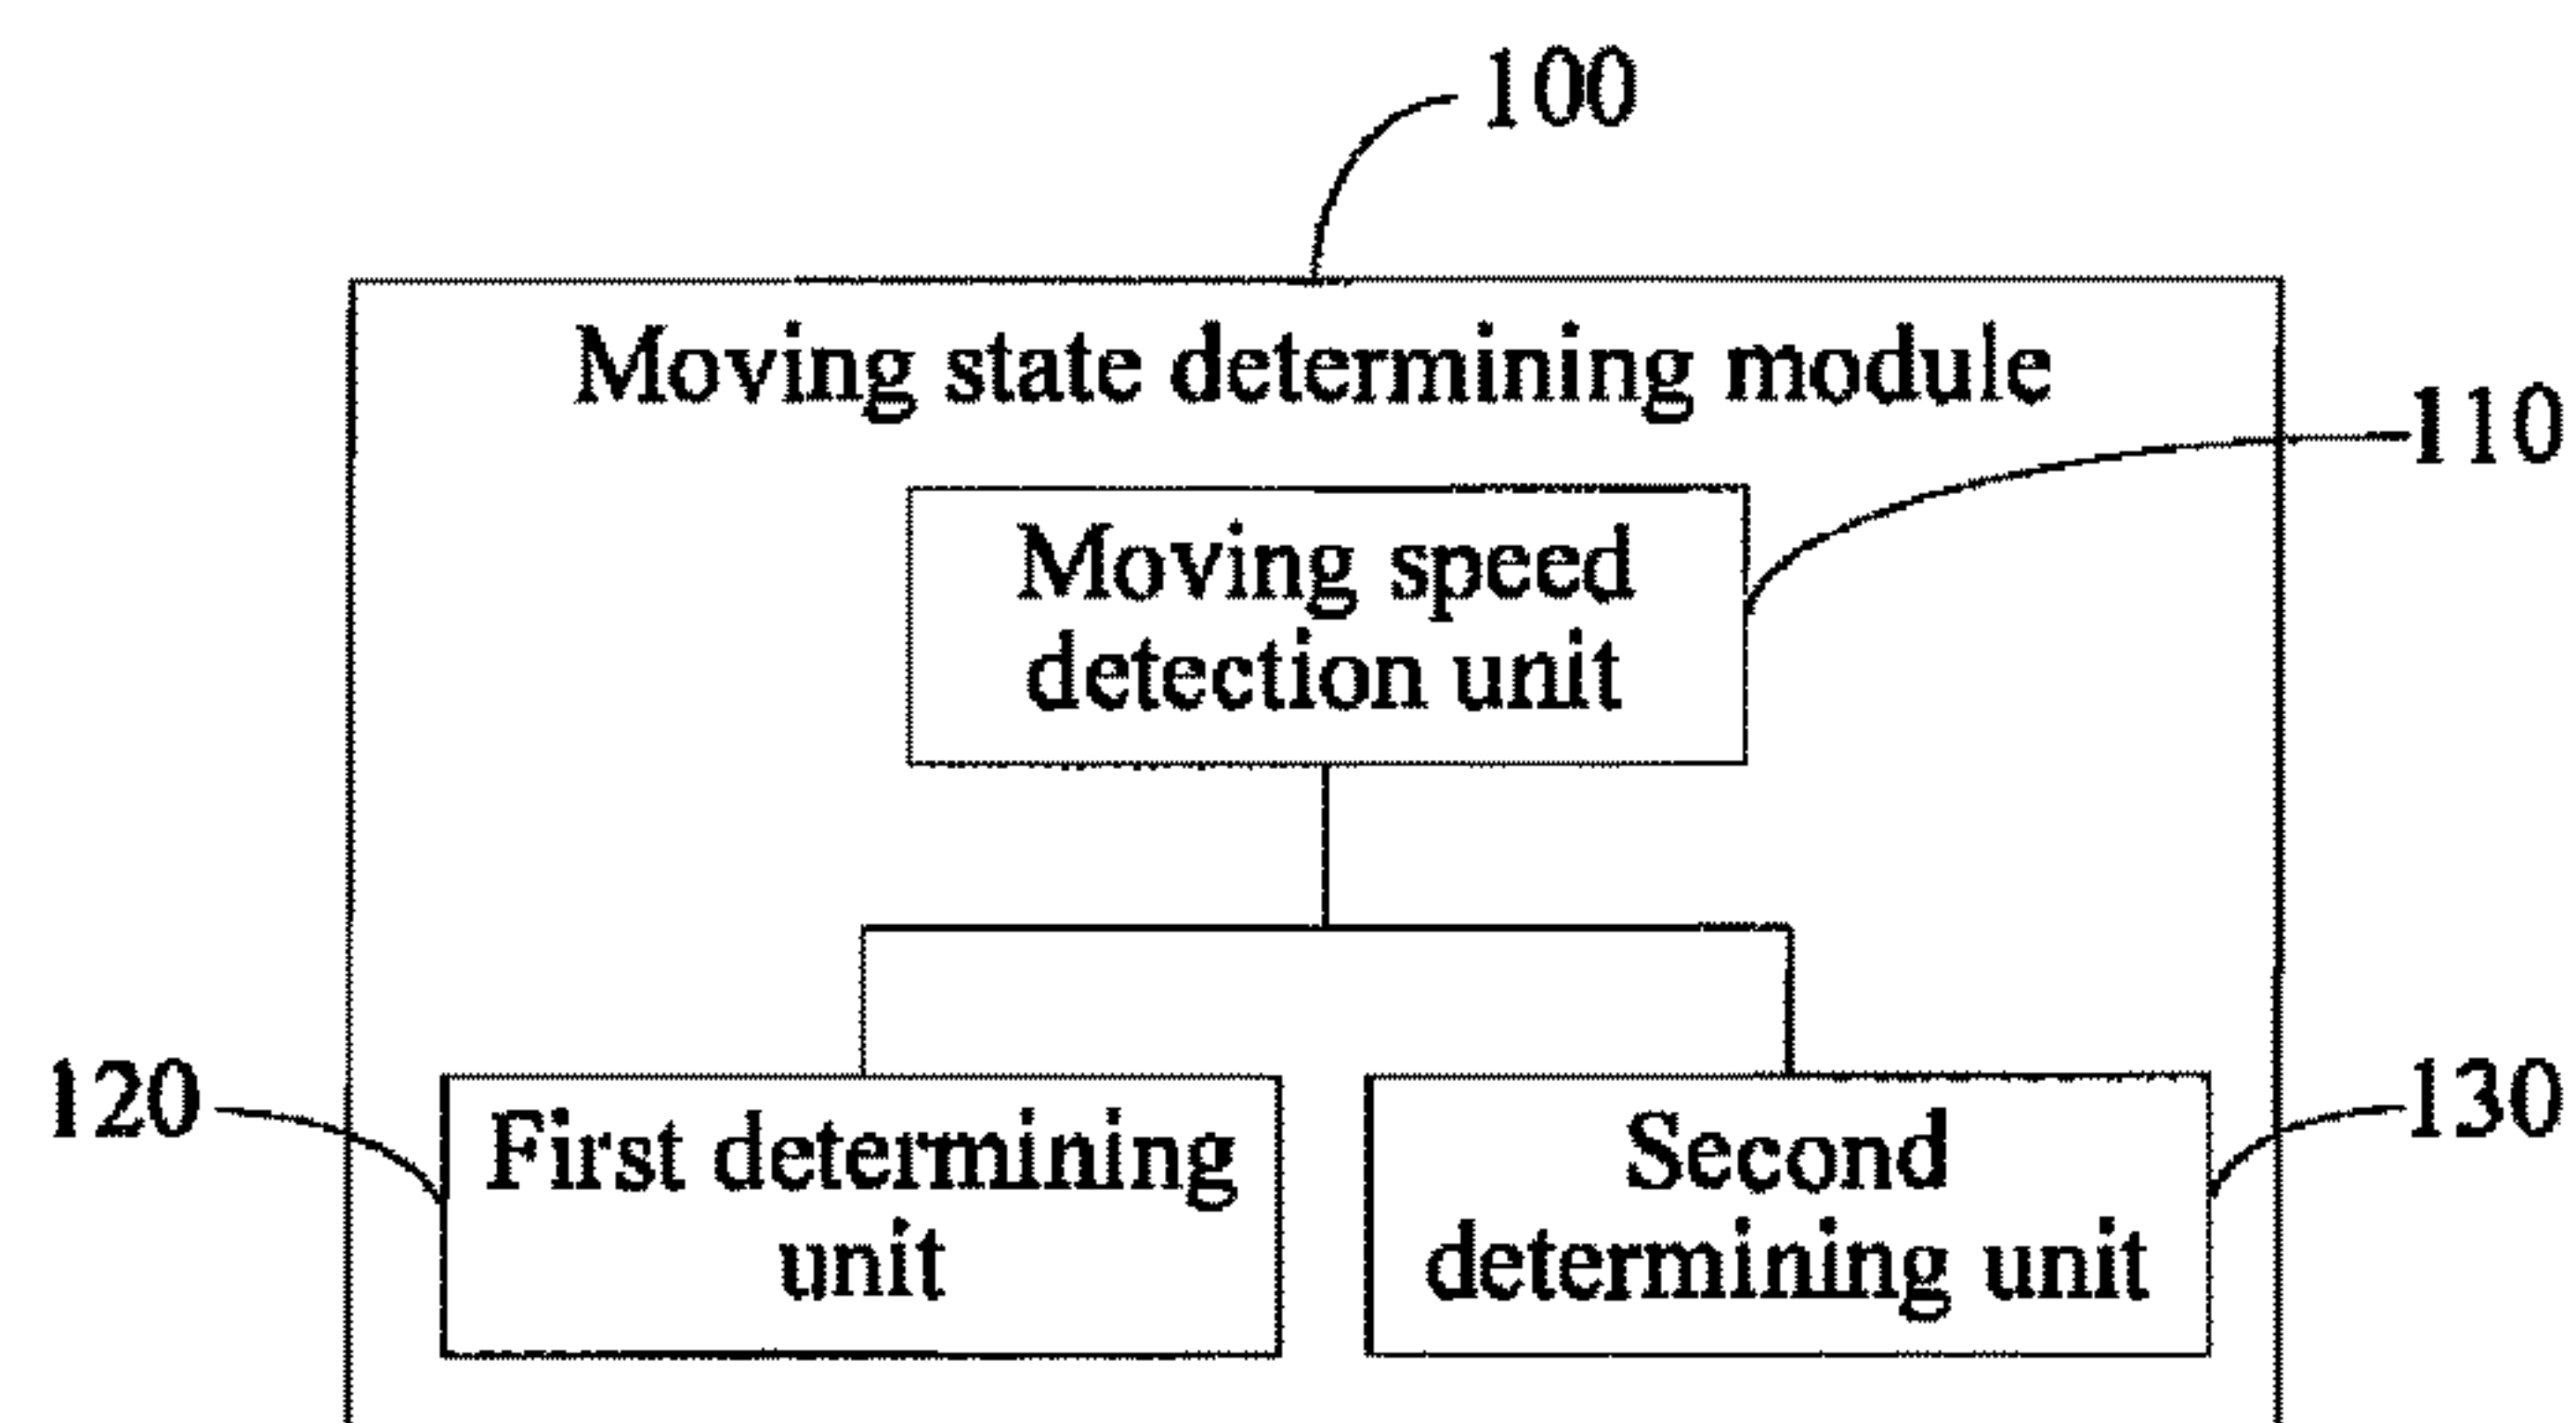 100
Moving state determining module
110
Moving speed
detection unit
120
First determining
unit
Second
determining unit
130